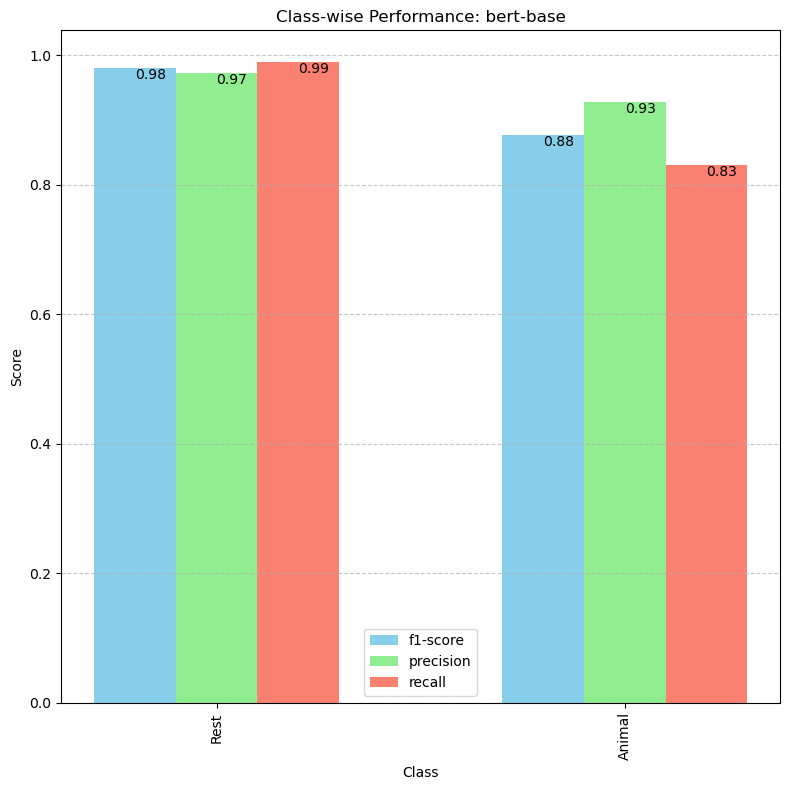 Class-wise Performance: bert-base
1.0
0.8
0.6
0.4
0.2
0.0
Score
0.98
0.97
0.99
0.88
0.93
0.83
f1-score
precision
recall
Rest
Animal
Class